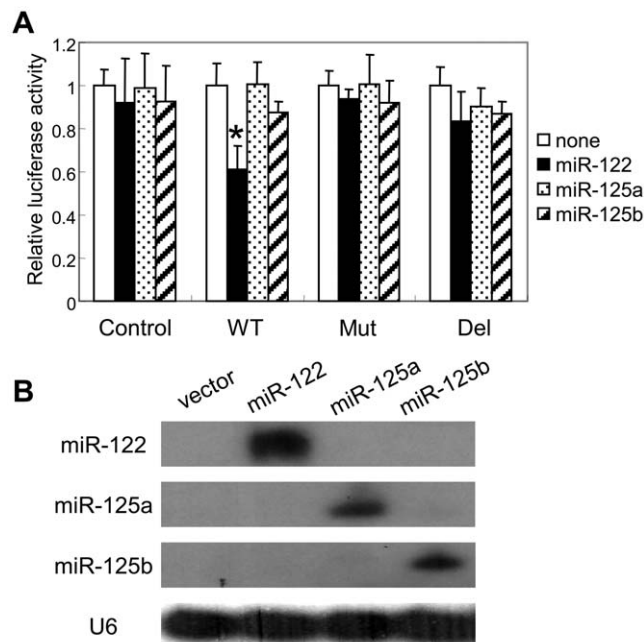 A
Relative luciferase activity
1.2
1
0.8
0.6
0.4
0.2
0
*
Control WT Mut Del
none
miR-122
miR-125a
miR-125b
B
vector miR-122 miR-125a miR-125b
miR-122
miR-125a
miR-125b
U6